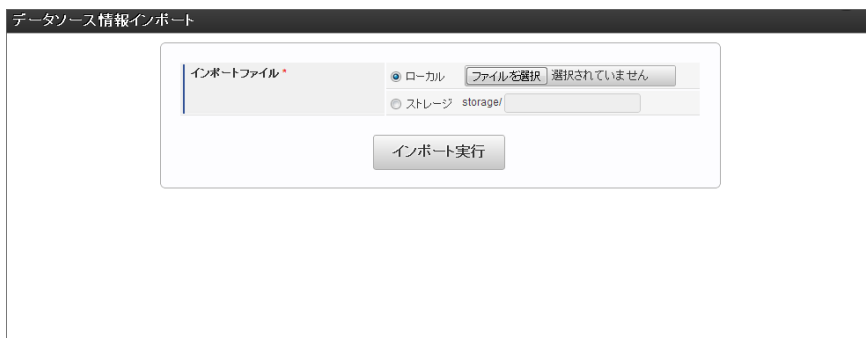 データソース情報インポート
インポートファイル *
ローカル ファイルを選択 選択されていません
ストレージ storage/
インポート実行